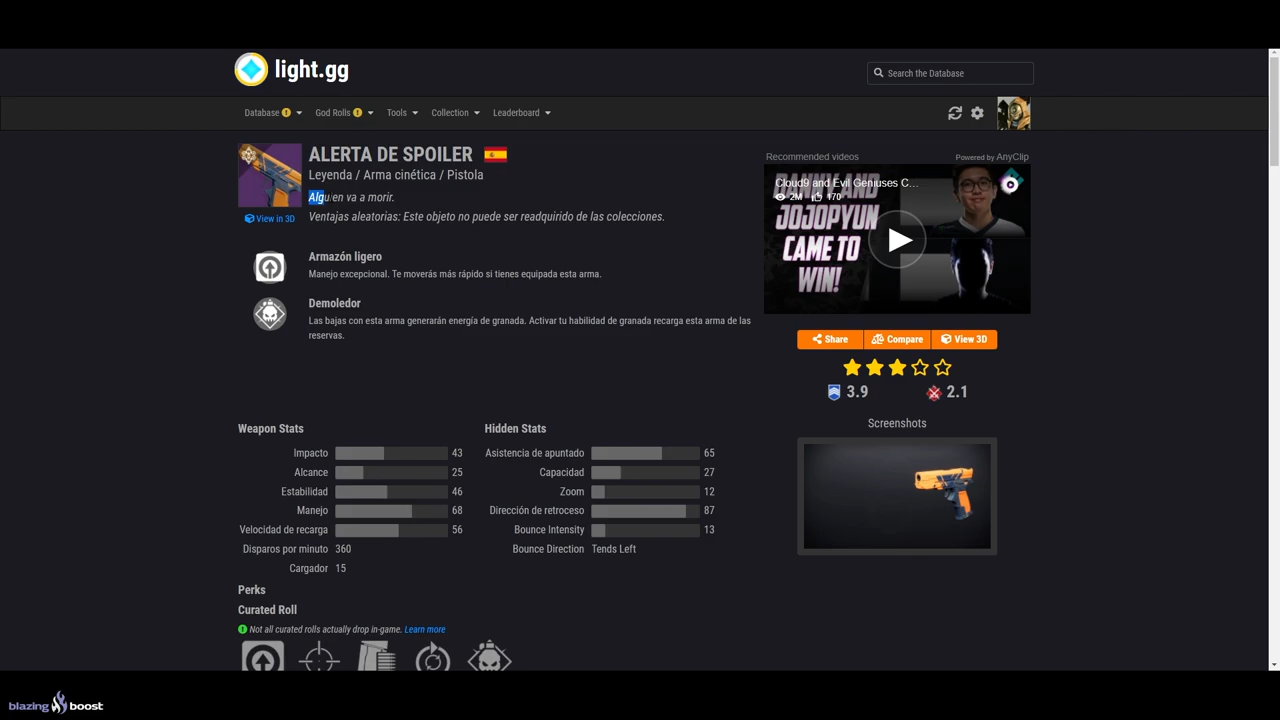 light.gg
Search the Database
Database God Rolls Tools Collection Leaderboard
ALERTA DE SPOILER
Leyenda / Arma cinética / Pistola
Alguien va a morir.
View in 3D
Ventajas aleatorias: Este objeto no puede ser readquirido de las colecciones.
Armazón ligero
Manejo excepcional. Te moverás más rápido si tienes equipada esta arma.
Demoledor
Las bajas con esta arma generarán energía de granada. Activar tu habilidad de granada recarga esta arma de las
reservas.
Recommended videos Powered by AnyClip
Cloud9 and Evil Geniuses C...
2M 170
DANNY AND
JOJOPYUN
CAME TO
WIN!
Share Compare View 3D
3.9 2.1
Screenshots
Weapon Stats
Impacto 43
Alcance 25
Estabilidad 46
Manejo 68
Velocidad de recarga 56
Disparos por minuto 360
Cargador 15
Hidden Stats
Asistencia de apuntado 65
Capacidad 27
Zoom 12
Dirección de retroceso 87
Bounce Intensity 13
Bounce Direction Tends Left
Perks
Curated Roll
Not all curated rolls actually drop in-game. Learn more
blazing boost